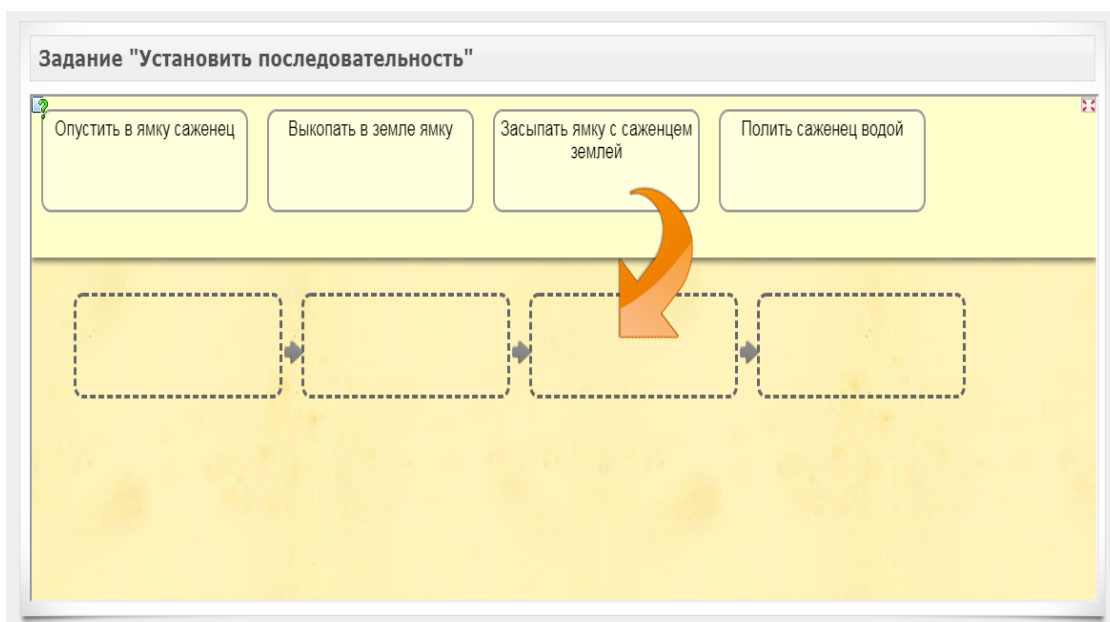 Задание "Установить последовательность"
Опустить в ямку саженец
Выкопать в земле ямку
Засыпать ямку с саженцем
землей
Полить саженец водой